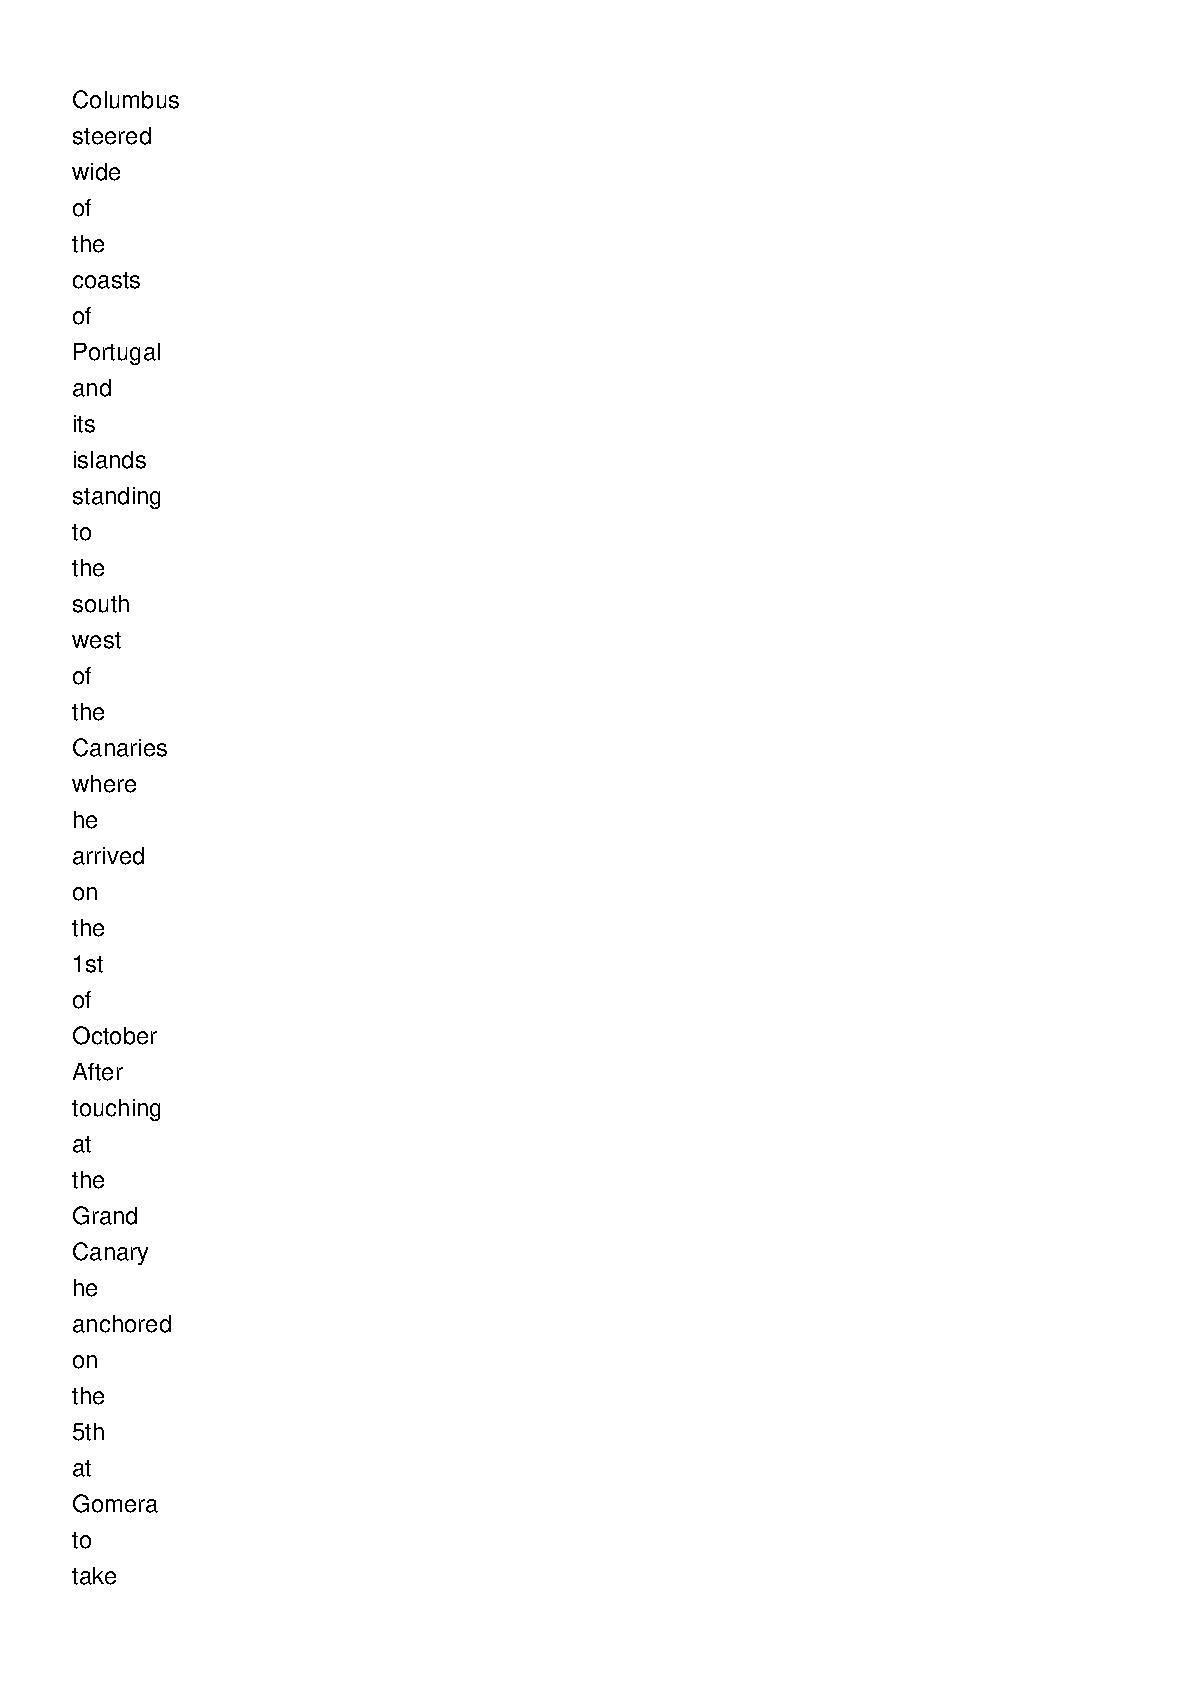 Columbus
steered
wide
of
the
coasts
of
Portugal
and
its
islands
standing
to
the
south
west
of
the
Canaries
where
he
arrived
on
the
1st
of
October
After
touching
at
the
Grand
Canary
he
anchored
on
the
5th
at
Gomera
to
take